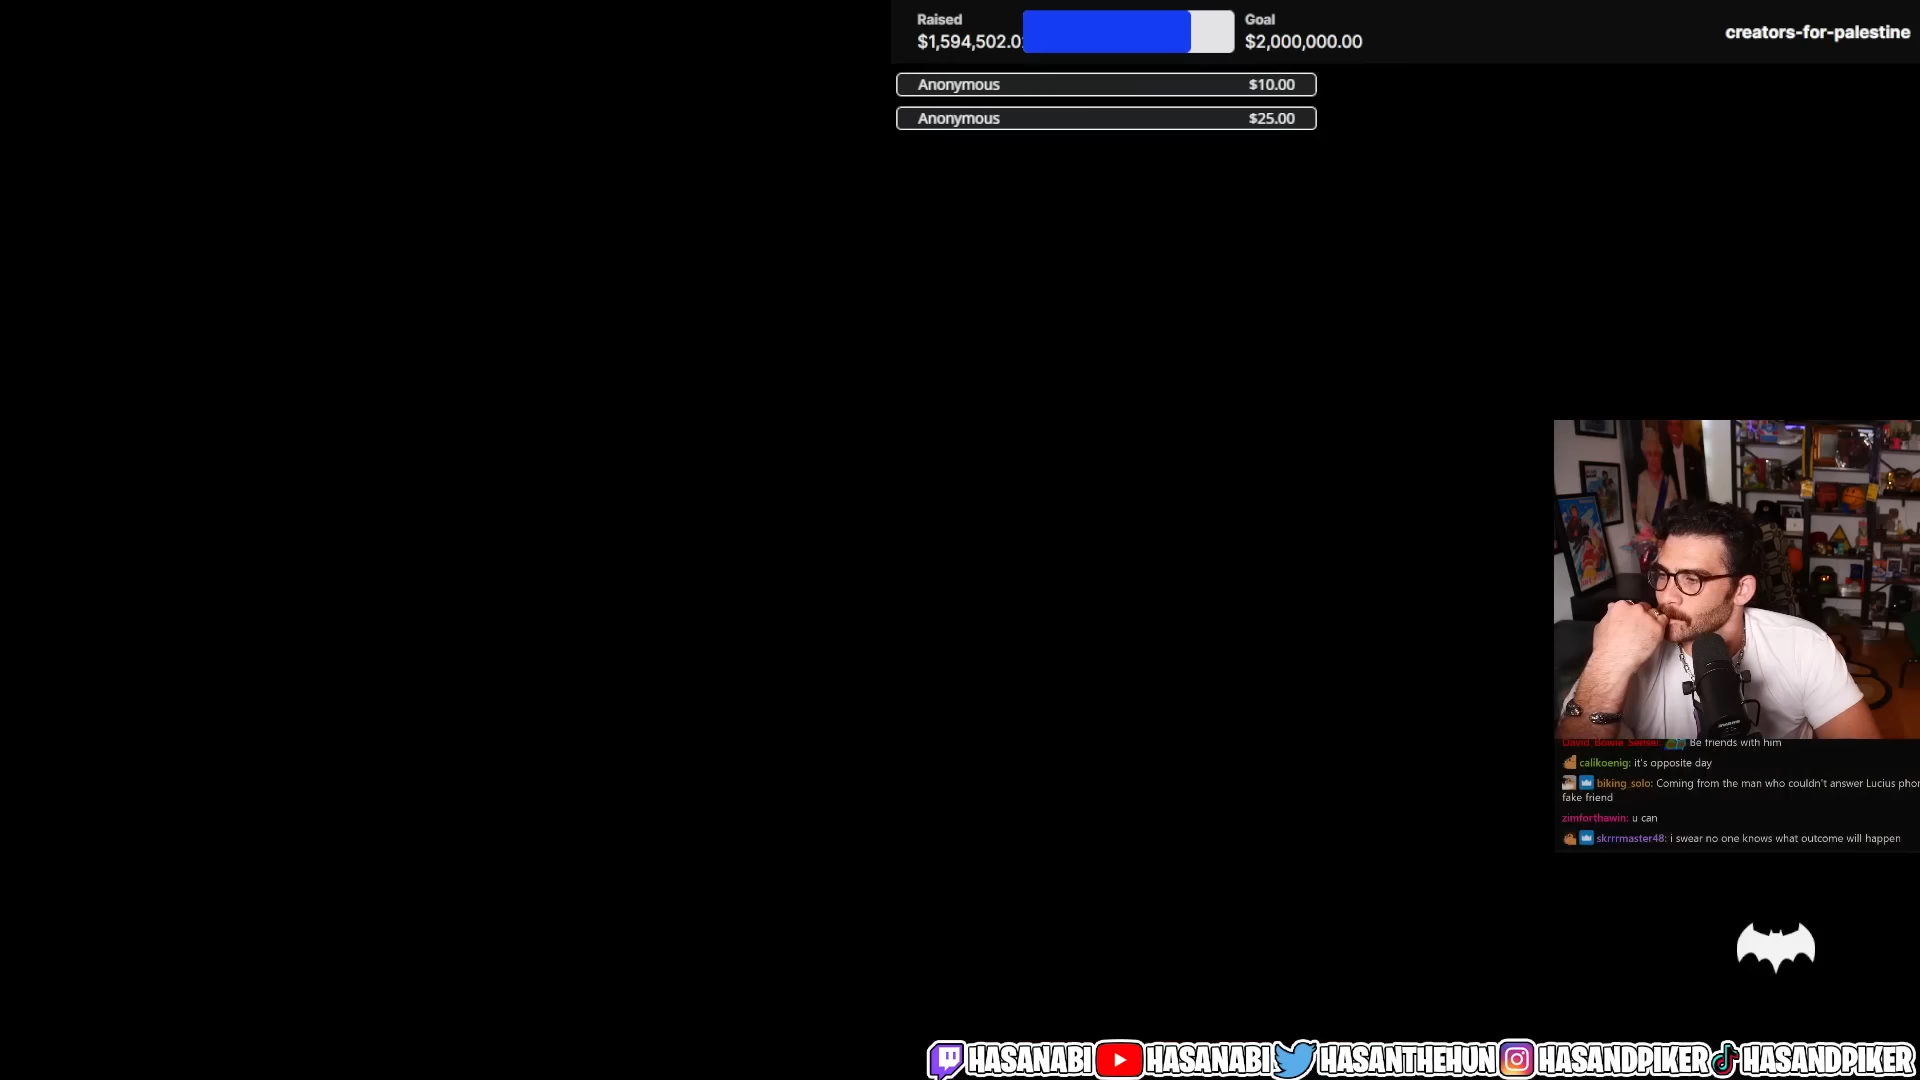 Raised
$1,594,502.0
Goal
$2,000,000.00
creators-for-palestine
Anonymous $10.00
Anonymous $25.00
David_Bowie_Sensei: Be friends with him
calikoenig: it's opposite day
biking_solo: Coming from the man who couldn't answer Lucius phon
fake friend
zimforthawin: u can
skrrrmaster48: i swear no one knows what outcome will happen
HASANABI HASANABI HASANTHEHUN HASANDPIKER HASANDPIKER